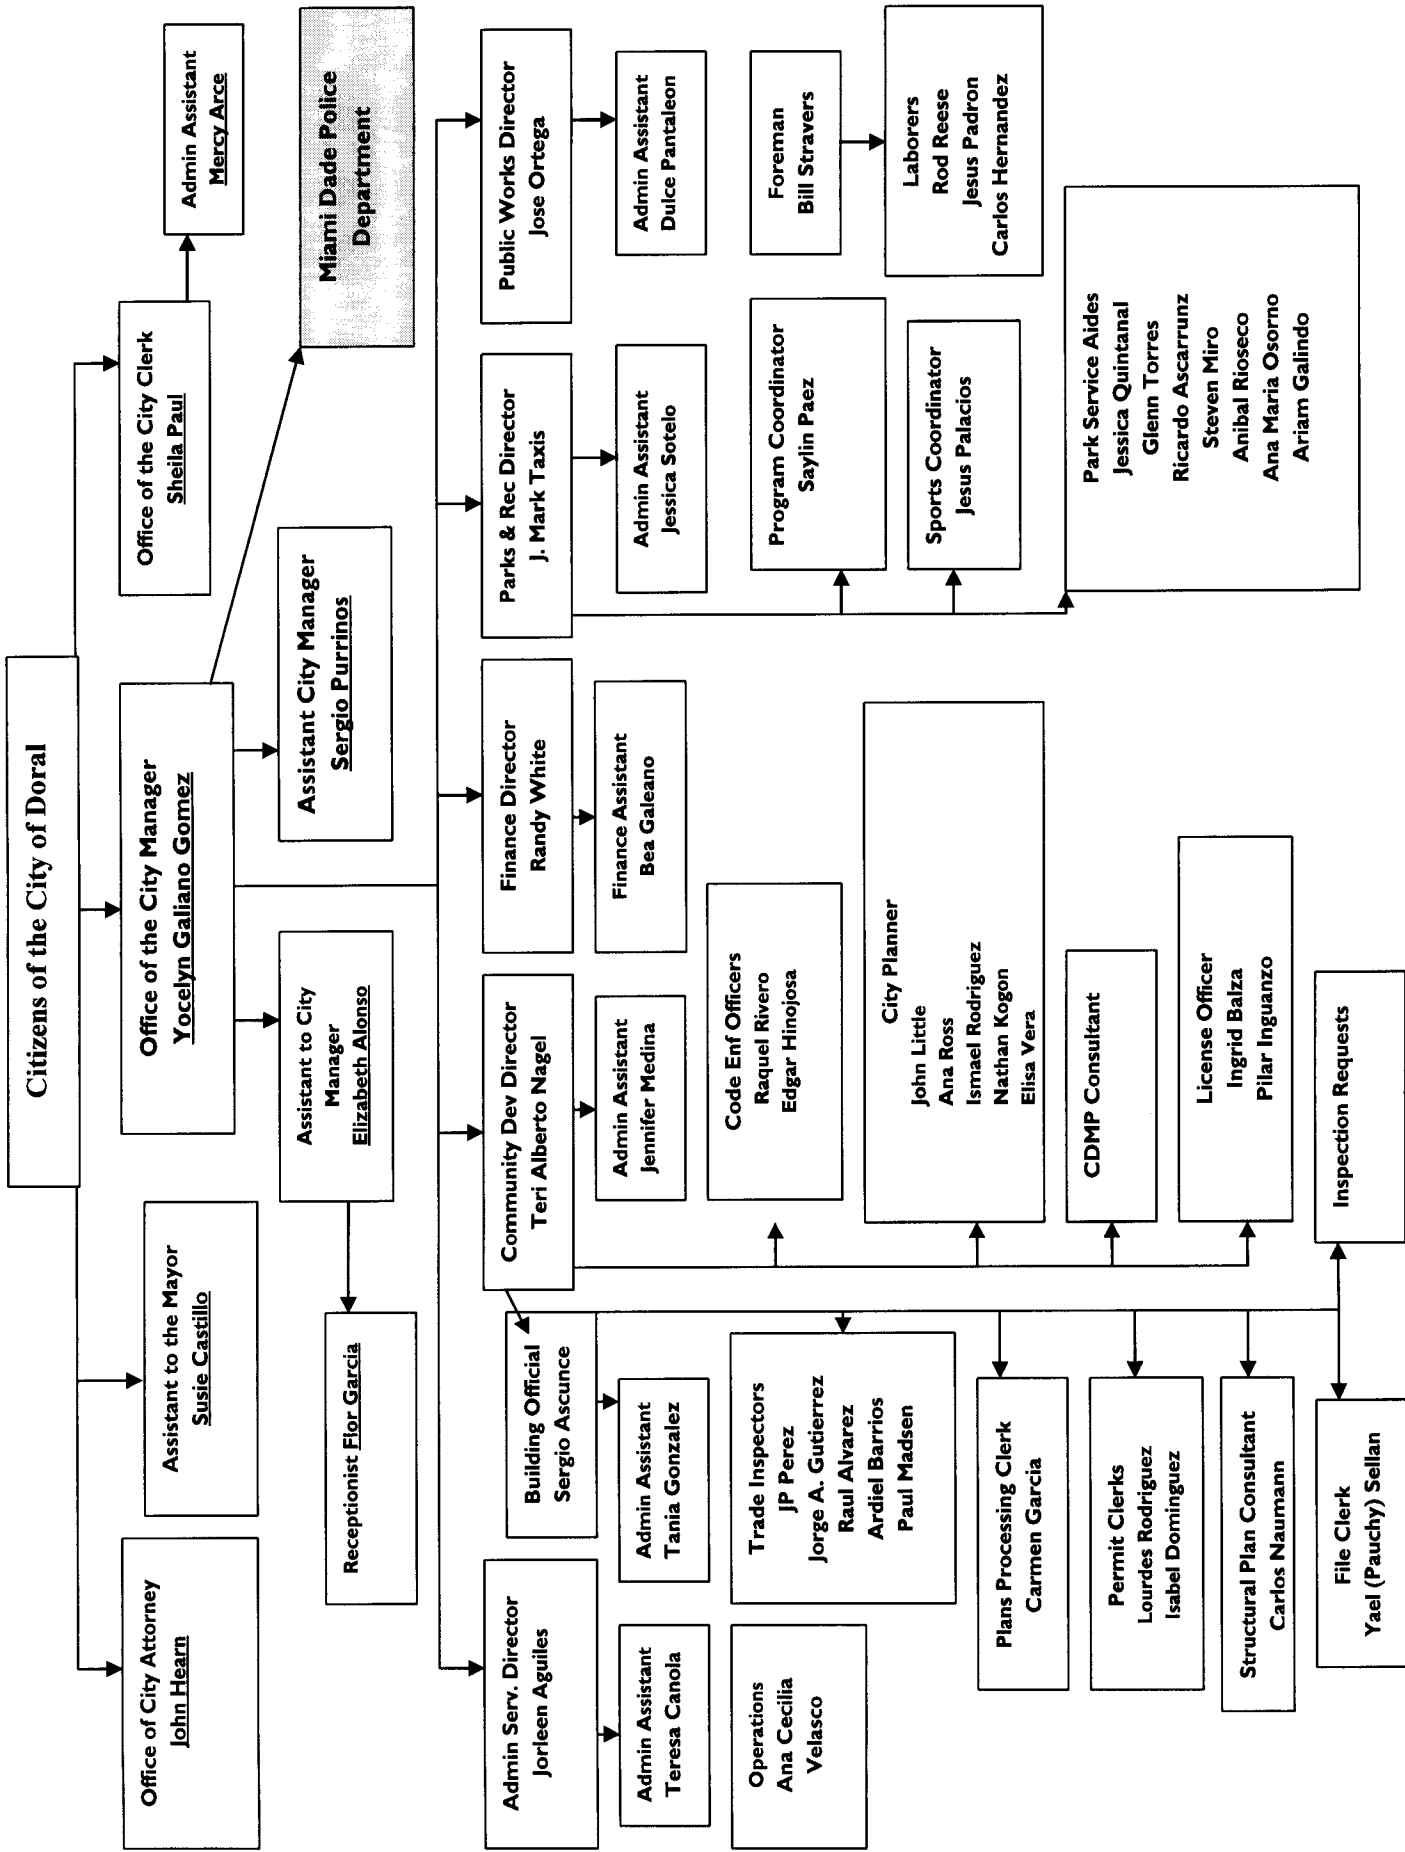 Citizens of the City of Doral
Office of City Attorney
John Hearn
Assistant to the Mayor
Susie Castillo
Office of the City Manager
Yocelyn Galiano Gomez
Office of the City Clerk
Sheila Paul
Admin Assistant
Mercy Arce
Receptionist Flor Garcia
Assistant to City
Manager
Elizabeth Alonso
Assistant City Manager
Sergio Purrinos
Miami Dade Police
Department
Admin Serv. Director
Jorleen Aguiles
Building Official
Sergio Ascunce
Community Dev Director
Teri Alberto Nagel
Finance Director
Randy White
Parks & Rec Director
J. Mark Taxis
Public Works Director
Jose Ortega
Admin Assistant
Teresa Canola
Admin Assistant
Tania Gonzalez
Admin Assistant
Jennifer Medina
Finance Assistant
Bea Galeano
Admin Assistant
Jessica Sotelo
Admin Assistant
Dulce Pantaleon
Operations
Ana Cecilia
Velasco
Trade Inspectors
JP Perez
Jorge A. Gutierrez
Raul Alvarez
Ardiel Barrios
Paul Madsen
Code Enf Officers
Raquel Rivero
Edgar Hinojosa
Program Coordinator
Saylin Paez
Foreman
Bill Stravers
City Planner
John Little
Ana Ross
Ismael Rodriguez
Nathan Kogon
Elisa Vera
Sports Coordinator
Jesus Palacios
Laborers
Rod Reese
Jesus Padron
Carlos Hernandez
Plans Processing Clerk
Carmen Garcia
CDMP Consultant
Park Service Aides
Jessica Quintanal
Glenn Torres
Ricardo Ascarrunz
Steven Miro
Anibal Rioseco
Ana Maria Osorno
Ariam Galindo
Permit Clerks
Lourdes Rodriguez
Isabel Dominguez
License Officer
Ingrid Balza
Pilar Inguanzo
Structural Plan Consultant
Carlos Naumann
File Clerk
Yael (Pauchy) Sellan
Inspection Requests